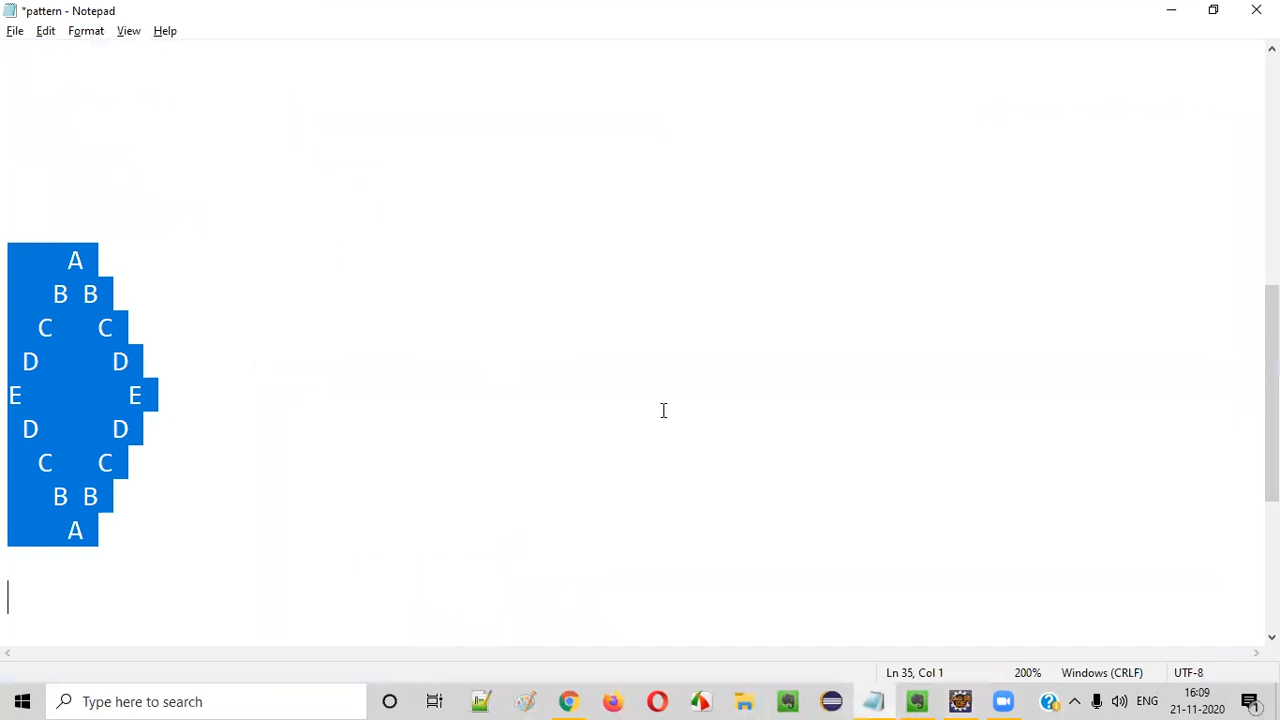 *pattern - Notepad
File Edit Format View Help
    A
   B B
  C   C
 D     D
E       E
 D     D
  C   C
   B B
    A
Ln 35, Col 1 200% Windows (CRLF) UTF-8
Type here to search
ENG
16:09
21-11-2020
1